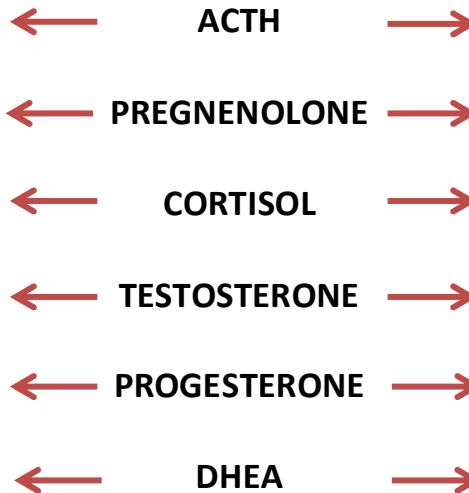 ACTH
PREGNENOLONE
CORTISOL
TESTOSTERONE
PROGESTERONE
DHEA